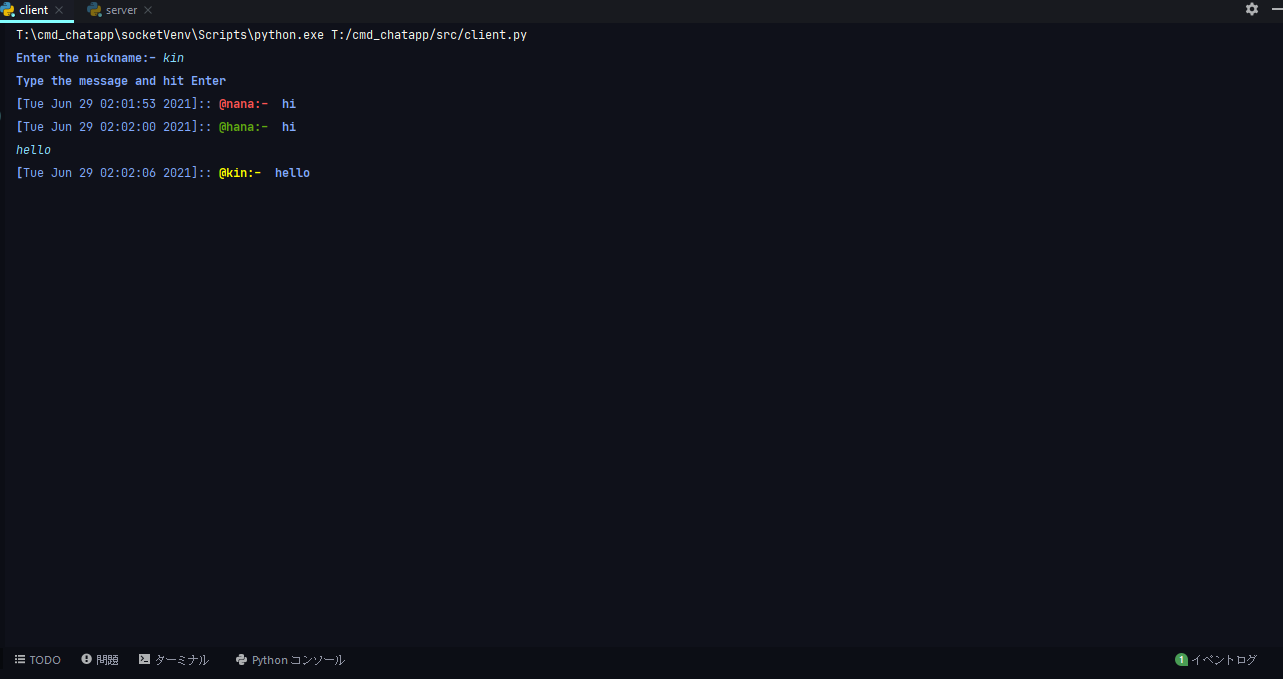 client server
T:\cmd_chatapp\socketVenv\Scripts\python.exe T:/cmd_chatapp/src/client.py
Enter the nickname:- kin
Type the message and hit Enter
[Tue Jun 29 02:01:53 2021]:: @nana:-  hi
[Tue Jun 29 02:02:00 2021]:: @hana:-  hi
hello
[Tue Jun 29 02:02:06 2021]:: @kin:-  hello
TODO 問題 ターミナル Python コンソール 1 イベントログ